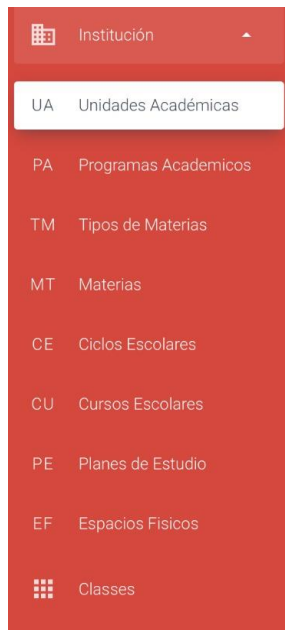 Institución
UA Unidades Académicas
PA Programas Academicos
TM Tipos de Materias
MT Materias
CE Ciclos Escolares
CU Cursos Escolares
PE Planes de Estudio
EF Espacios Fisicos
Classes